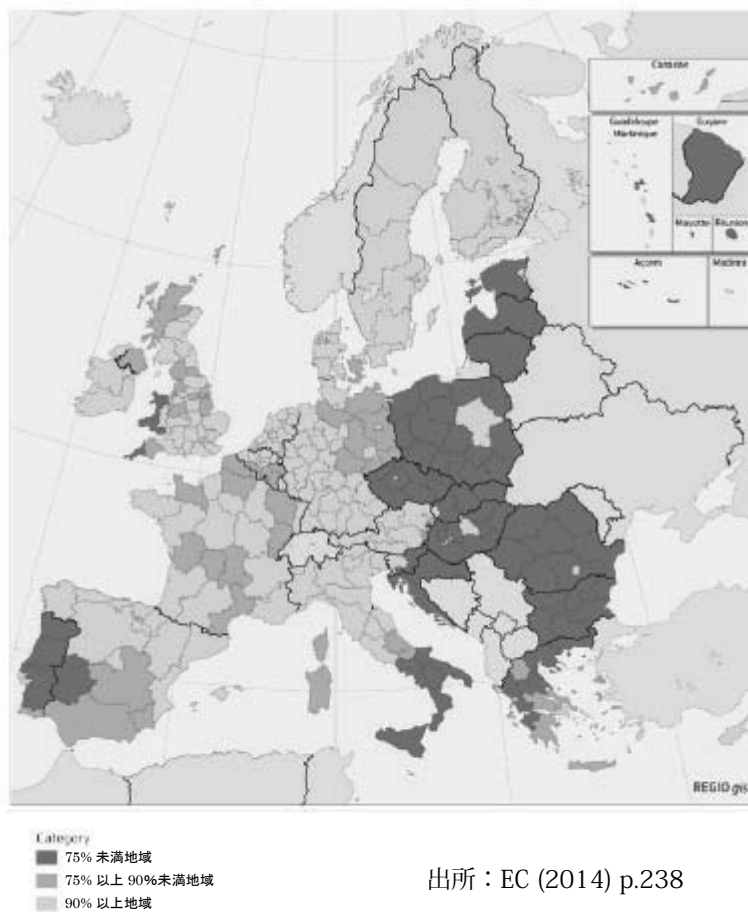 Canarias
Guadeloupe
Martinique
Guyane
Mayotte
Réunion
Açores
Madeira
REGIO gis
Category
75% 未満地域
75% 以上 90%未満地域
90% 以上地域
出所：EC (2014) p.238